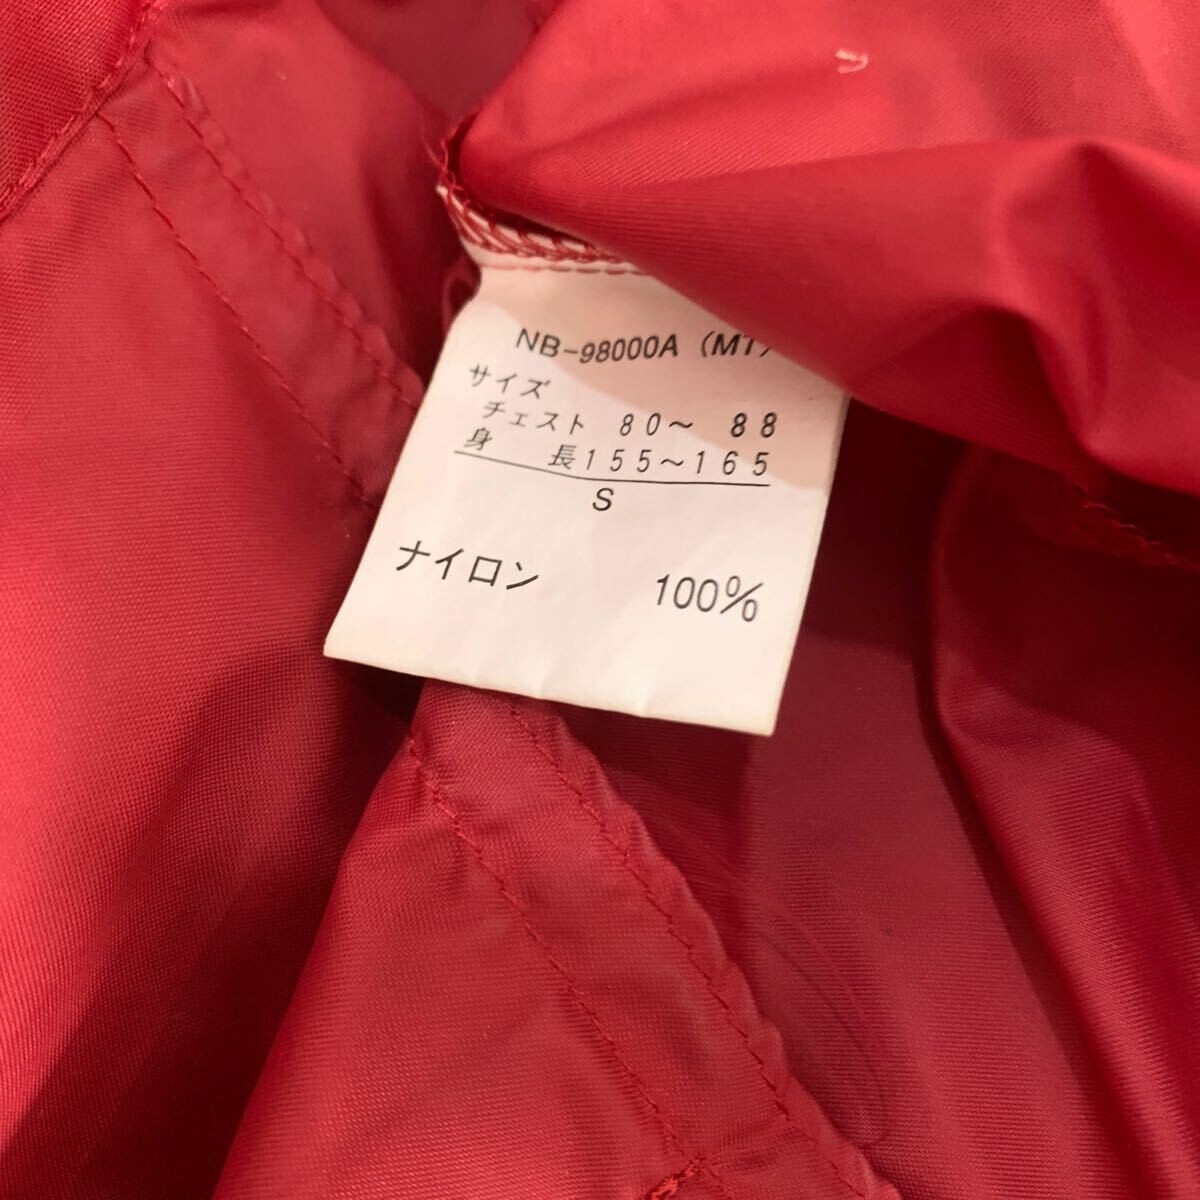 NB-98000A (M1)
サイズ
チェスト 80～ 88
身 長155～165
S
ナイロン 100%